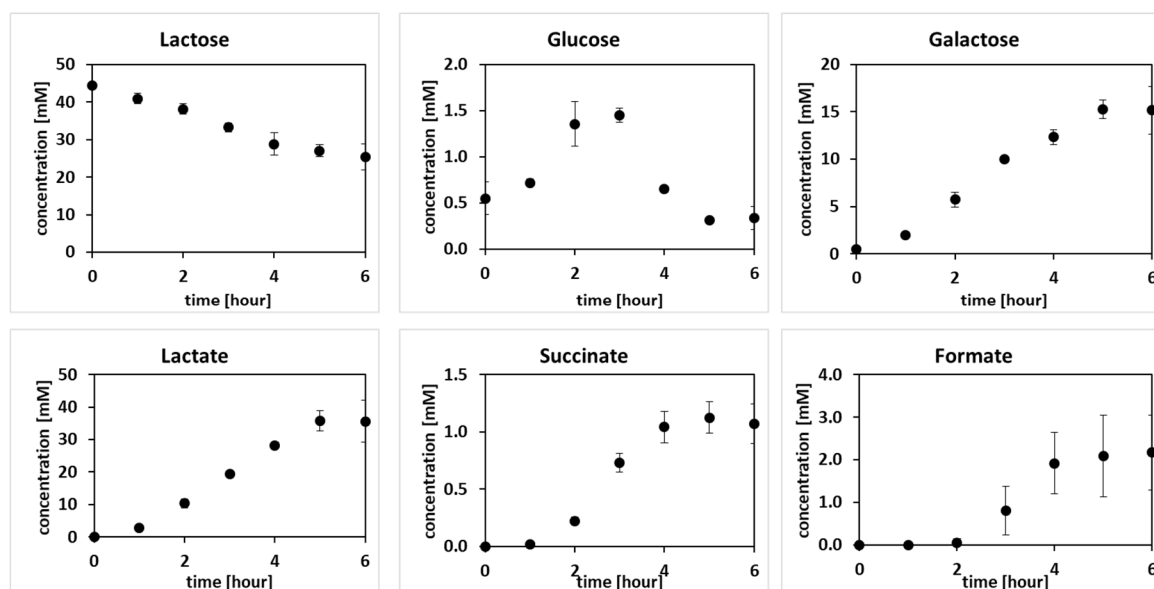 Lactose
50
40
30
20
10
0
concentration [mM]
0 2 4 6
time [hour]
Glucose
2.0
1.5
1.0
0.5
0.0
concentration [mM]
0 2 4 6
time [hour]
Galactose
20
15
10
5
0
concentration [mM]
0 2 4 6
time [hour]
Lactate
50
40
30
20
10
0
concentration [mM]
0 2 4 6
time [hour]
Succinate
1.5
1.0
0.5
0.0
concentration [mM]
0 2 4 6
time [hour]
Formate
4.0
3.0
2.0
1.0
0.0
concentration [mM]
0 2 4 6
time [hour]